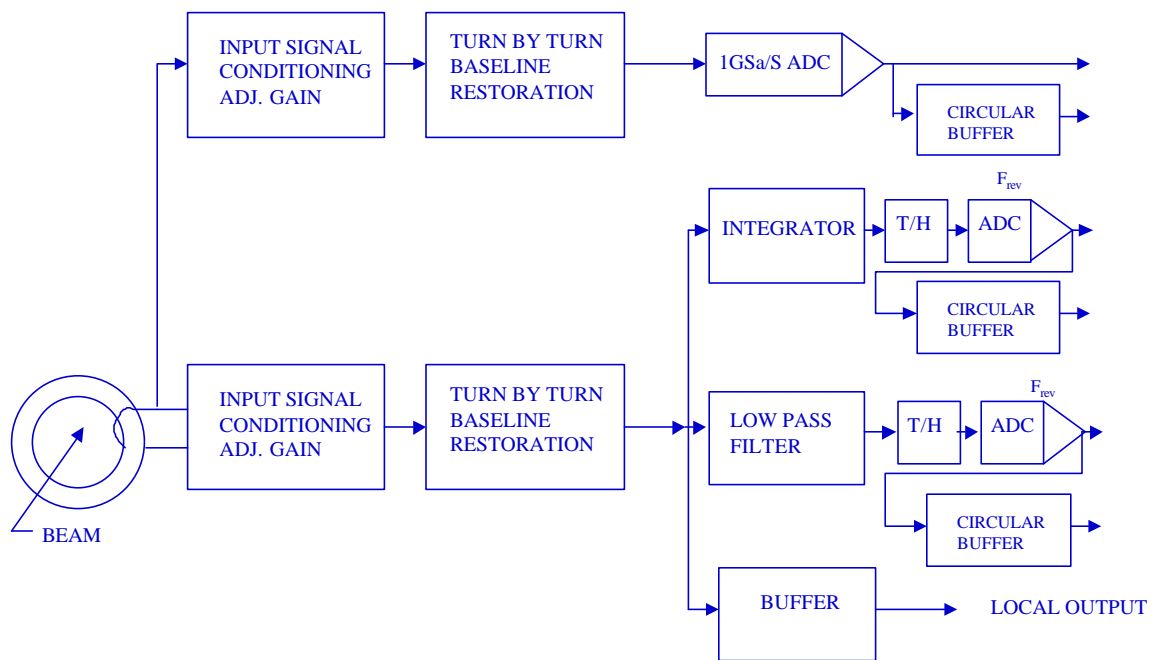 INPUT SIGNAL
CONDITIONING
ADJ. GAIN
TURN BY TURN
BASELINE
RESTORATION
1GSa/S ADC
CIRCULAR
BUFFER
F_rev
INTEGRATOR
T/H
ADC
CIRCULAR
BUFFER
INPUT SIGNAL
CONDITIONING
ADJ. GAIN
TURN BY TURN
BASELINE
RESTORATION
F_rev
LOW PASS
FILTER
T/H
ADC
CIRCULAR
BUFFER
BEAM
BUFFER
LOCAL OUTPUT